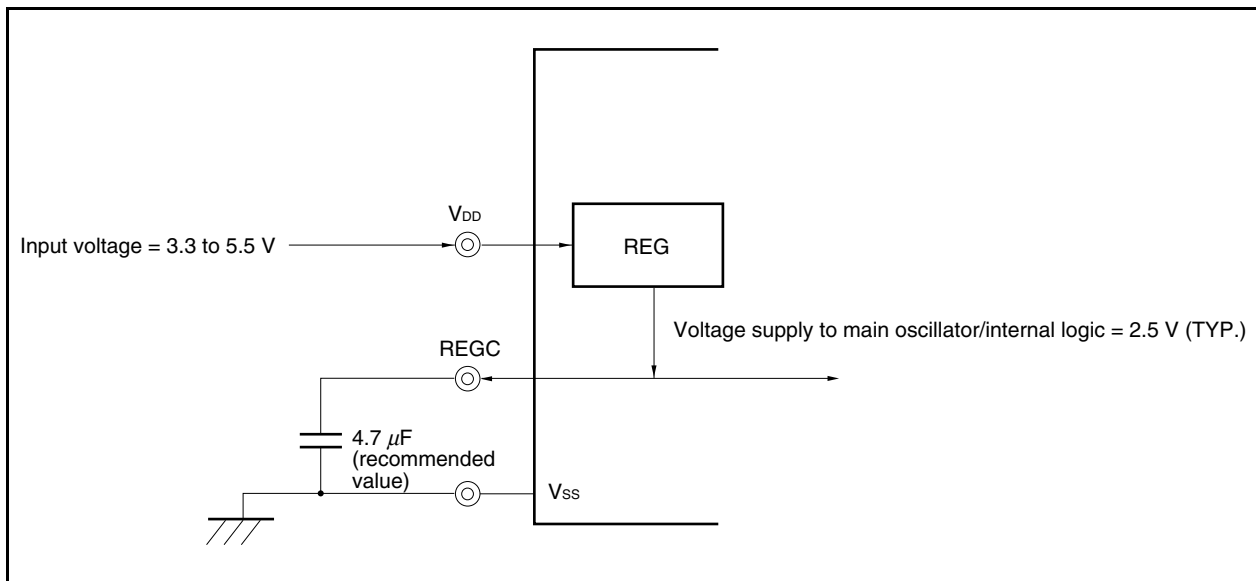 VDD
Input voltage = 3.3 to 5.5 V
REG
Voltage supply to main oscillator/internal logic = 2.5 V (TYP.)
REGC
4.7 μF
(recommended
value)
VSS